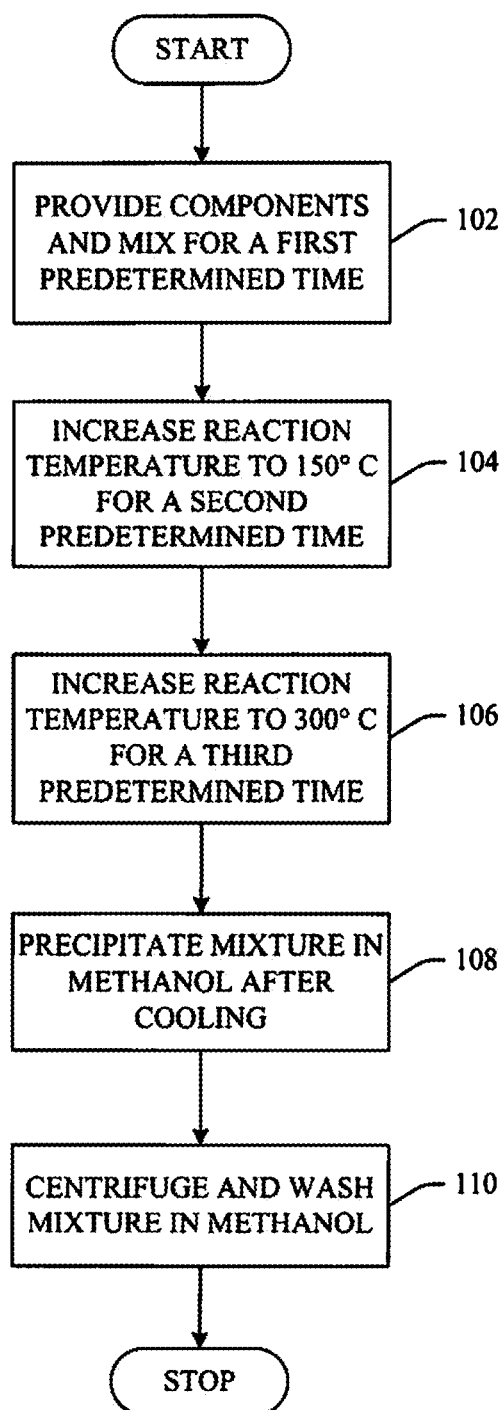 START
PROVIDE COMPONENTS
AND MIX FOR A FIRST
PREDETERMINED TIME
102
INCREASE REACTION
TEMPERATURE TO 150° C
FOR A SECOND
PREDETERMINED TIME
104
INCREASE REACTION
TEMPERATURE TO 300° C
FOR A THIRD
PREDETERMINED TIME
106
PRECIPITATE MIXTURE IN
METHANOL AFTER
COOLING
108
CENTRIFUGE AND WASH
MIXTURE IN METHANOL
110
STOP